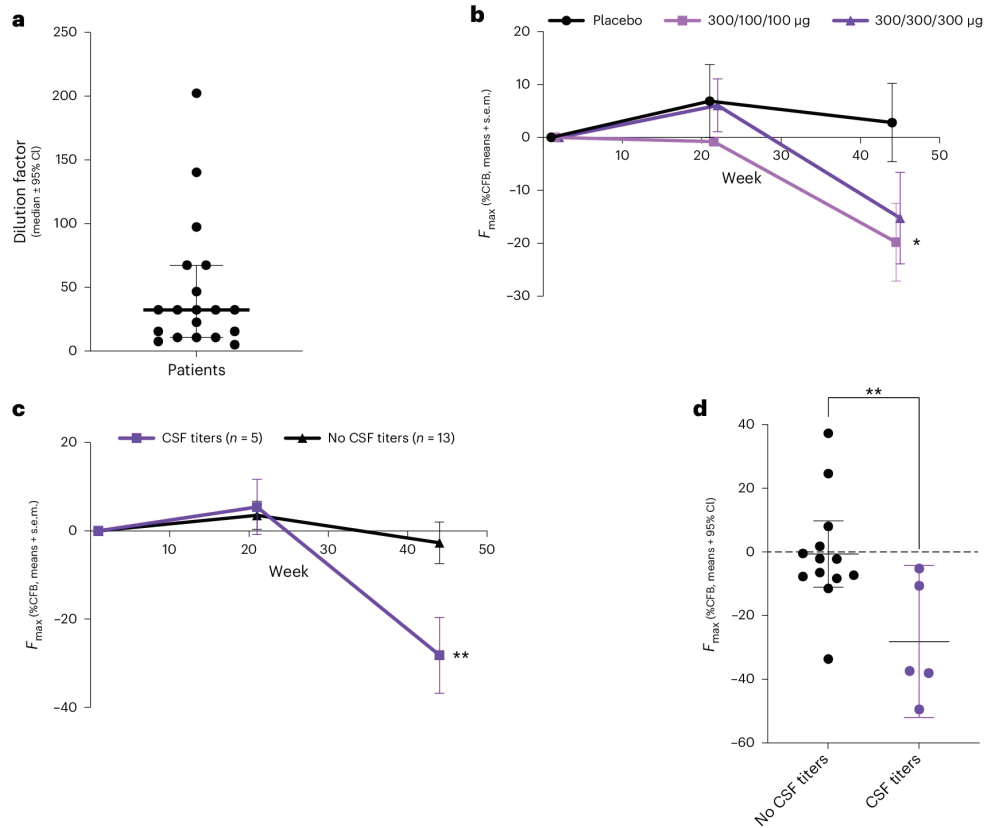 a
250
200
150
100
50
0
Dilution factor
(median ± 95% CI)
Patients
b
Placebo
300/100/100 µg
300/300/300 µg
20
10
0
–10
–20
–30
10
20
30
40
50
Week
Fmax (%CFB, means + s.e.m.)
*
c
CSF titers (n = 5)
No CSF titers (n = 13)
20
0
–20
–40
10
20
30
40
50
Week
Fmax (%CFB, means + s.e.m.)
**
d
**
40
20
0
–20
–40
–60
Fmax (%CFB, means + 95% CI)
No CSF titers
CSF titers